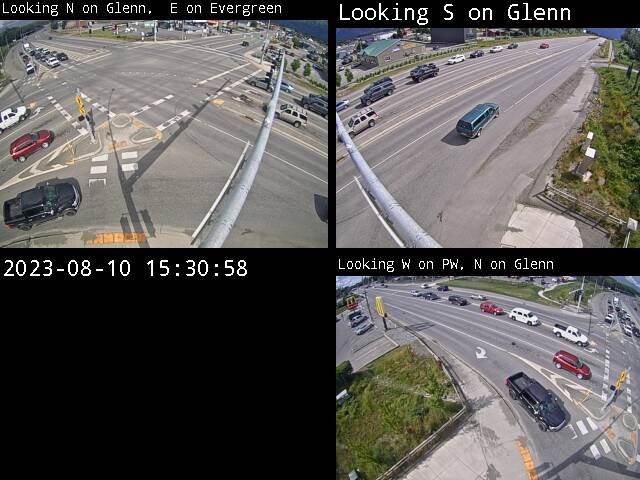 Looking N on Glenn, E on Evergreen
Looking S on Glenn
2023-08-10 15:30:58
Looking W on PW, N on Glenn